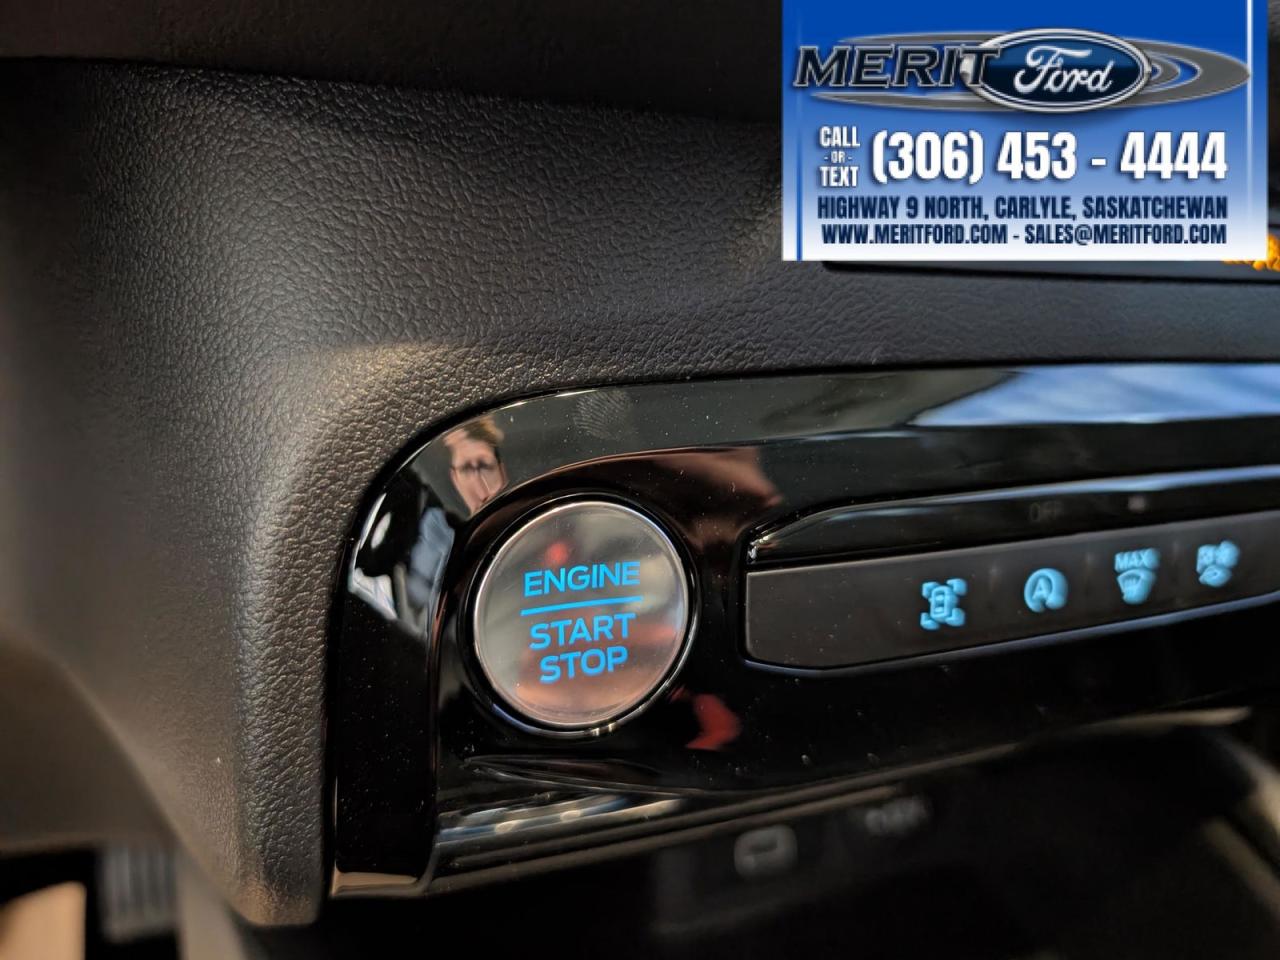 MERIT Ford
CALL
- OR -
TEXT
(306) 453 - 4444
HIGHWAY 9 NORTH, CARLYLE, SASKATCHEWAN
WWW.MERITFORD.COM - SALES@MERITFORD.COM
OFF
ENGINE
START
STOP
A
MAX